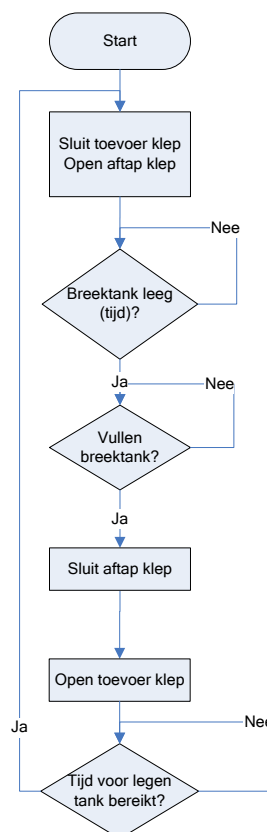 Start
Sluit toevoer klep
Open aftap klep
Nee
Breektank leeg
(tijd)?
Ja
Nee
Vullen
breektank?
Ja
Sluit aftap klep
Open toevoer klep
Ja
Nee
Tijd voor legen
tank bereikt?